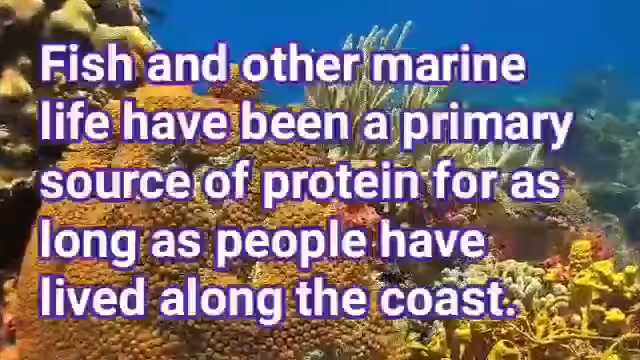 Fish and other marine
life have been a primary
source of protein for as
long as people have
lived along the coast.